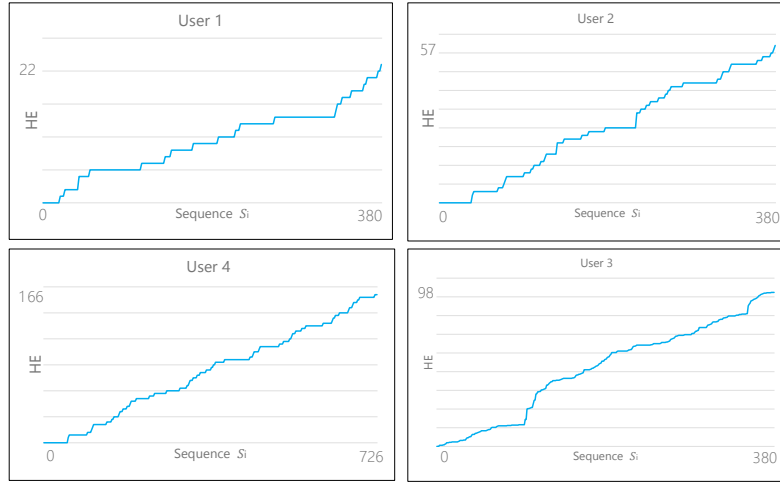 User 1
22
HE
0
Sequence Si
380
User 2
57
HE
0
Sequence Si
380
User 4
166
HE
0
Sequence Si
726
User 3
98
HE
0
Sequence Si
380